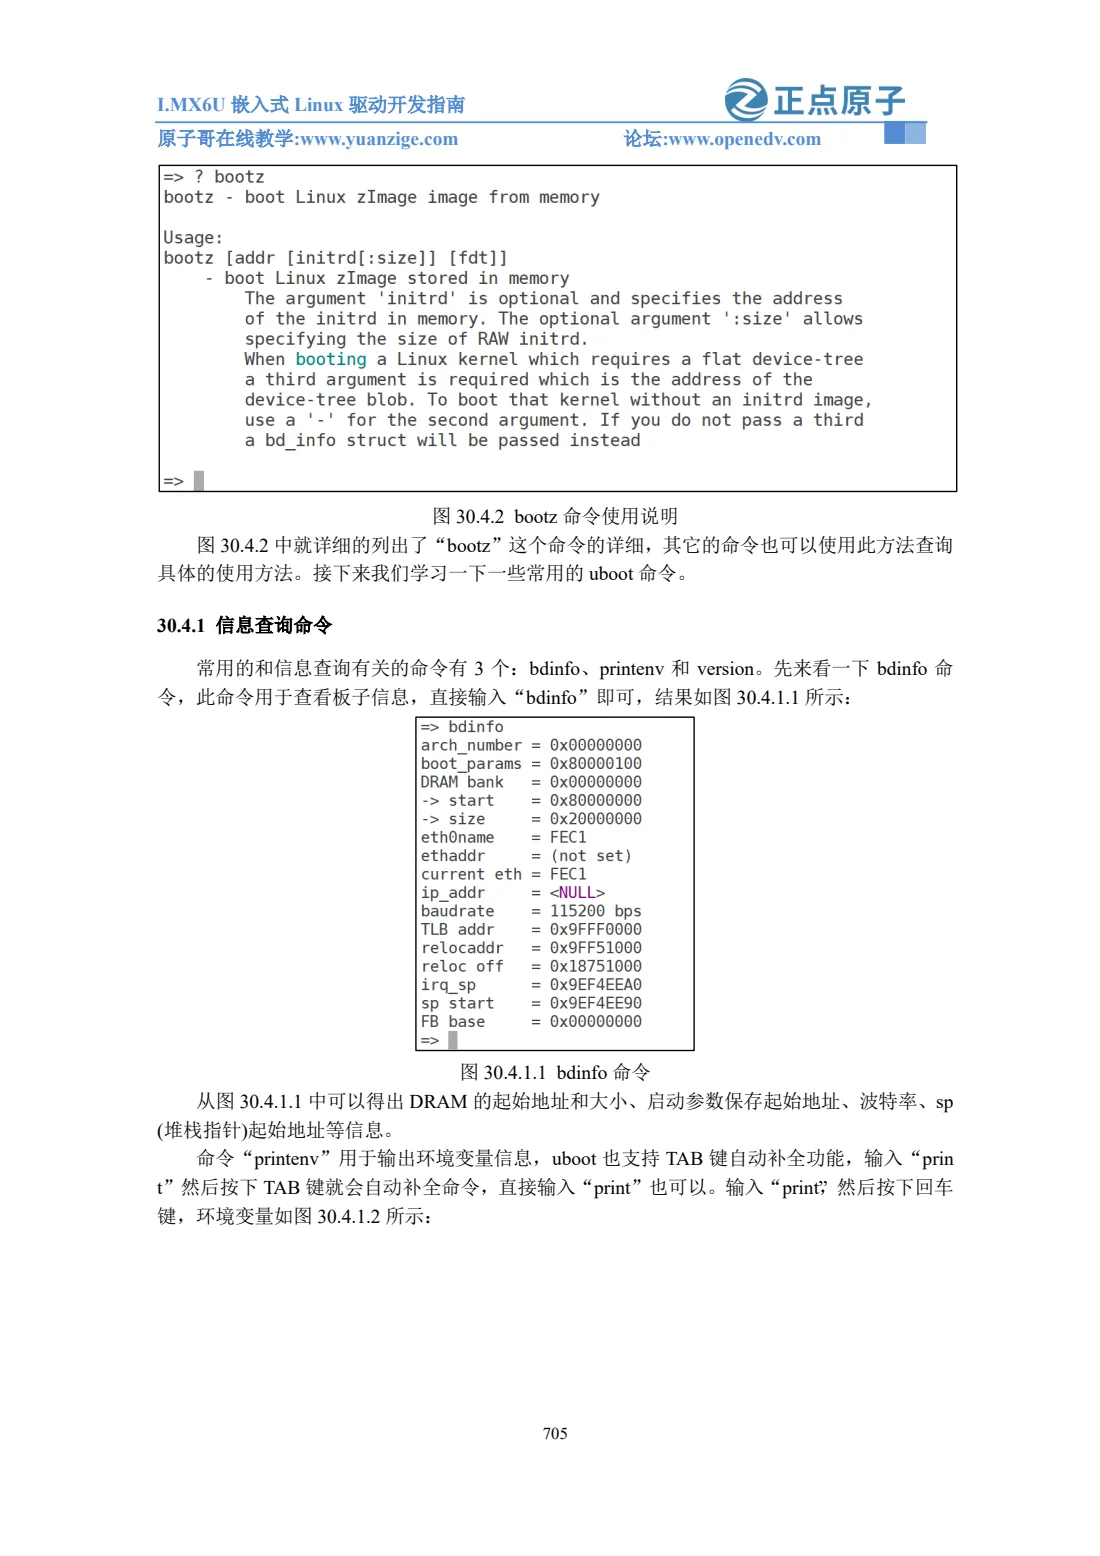 I.MX6U 嵌入式 Linux 驱动开发指南
正点原子
原子哥在线教学:www.yuanzige.com 论坛:www.openedv.com
=> ? bootz
bootz - boot Linux zImage image from memory
Usage:
bootz [addr [initrd[:size]] [fdt]]
    - boot Linux zImage stored in memory
        The argument 'initrd' is optional and specifies the address
        of the initrd in memory. The optional argument ':size' allows
        specifying the size of RAW initrd.
        When booting a Linux kernel which requires a flat device-tree
        a third argument is required which is the address of the
        device-tree blob. To boot that kernel without an initrd image,
        use a '-' for the second argument. If you do not pass a third
        a bd_info struct will be passed instead
=>
图 30.4.2 bootz 命令使用说明
图 30.4.2 中就详细的列出了“bootz”这个命令的详细，其它的命令也可以使用此方法查询
具体的使用方法。接下来我们学习一下一些常用的 uboot 命令。
30.4.1 信息查询命令
常用的和信息查询有关的命令有 3 个：bdinfo、printenv 和 version。先来看一下 bdinfo 命
令，此命令用于查看板子信息，直接输入“bdinfo”即可，结果如图 30.4.1.1 所示：
=> bdinfo
arch_number = 0x00000000
boot_params = 0x80000100
DRAM bank   = 0x00000000
-> start    = 0x80000000
-> size     = 0x20000000
eth0name    = FEC1
ethaddr     = (not set)
current eth = FEC1
ip_addr     = <NULL>
baudrate    = 115200 bps
TLB addr    = 0x9FFF0000
relocaddr   = 0x9FF51000
reloc off   = 0x18751000
irq_sp      = 0x9EF4EEA0
sp start    = 0x9EF4EE90
FB base     = 0x00000000
=>
图 30.4.1.1 bdinfo 命令
从图 30.4.1.1 中可以得出 DRAM 的起始地址和大小、启动参数保存起始地址、波特率、sp
(堆栈指针)起始地址等信息。
命令“printenv”用于输出环境变量信息，uboot 也支持 TAB 键自动补全功能，输入“prin
t”然后按下 TAB 键就会自动补全命令，直接输入“print”也可以。输入“print”，然后按下回车
键，环境变量如图 30.4.1.2 所示：
705